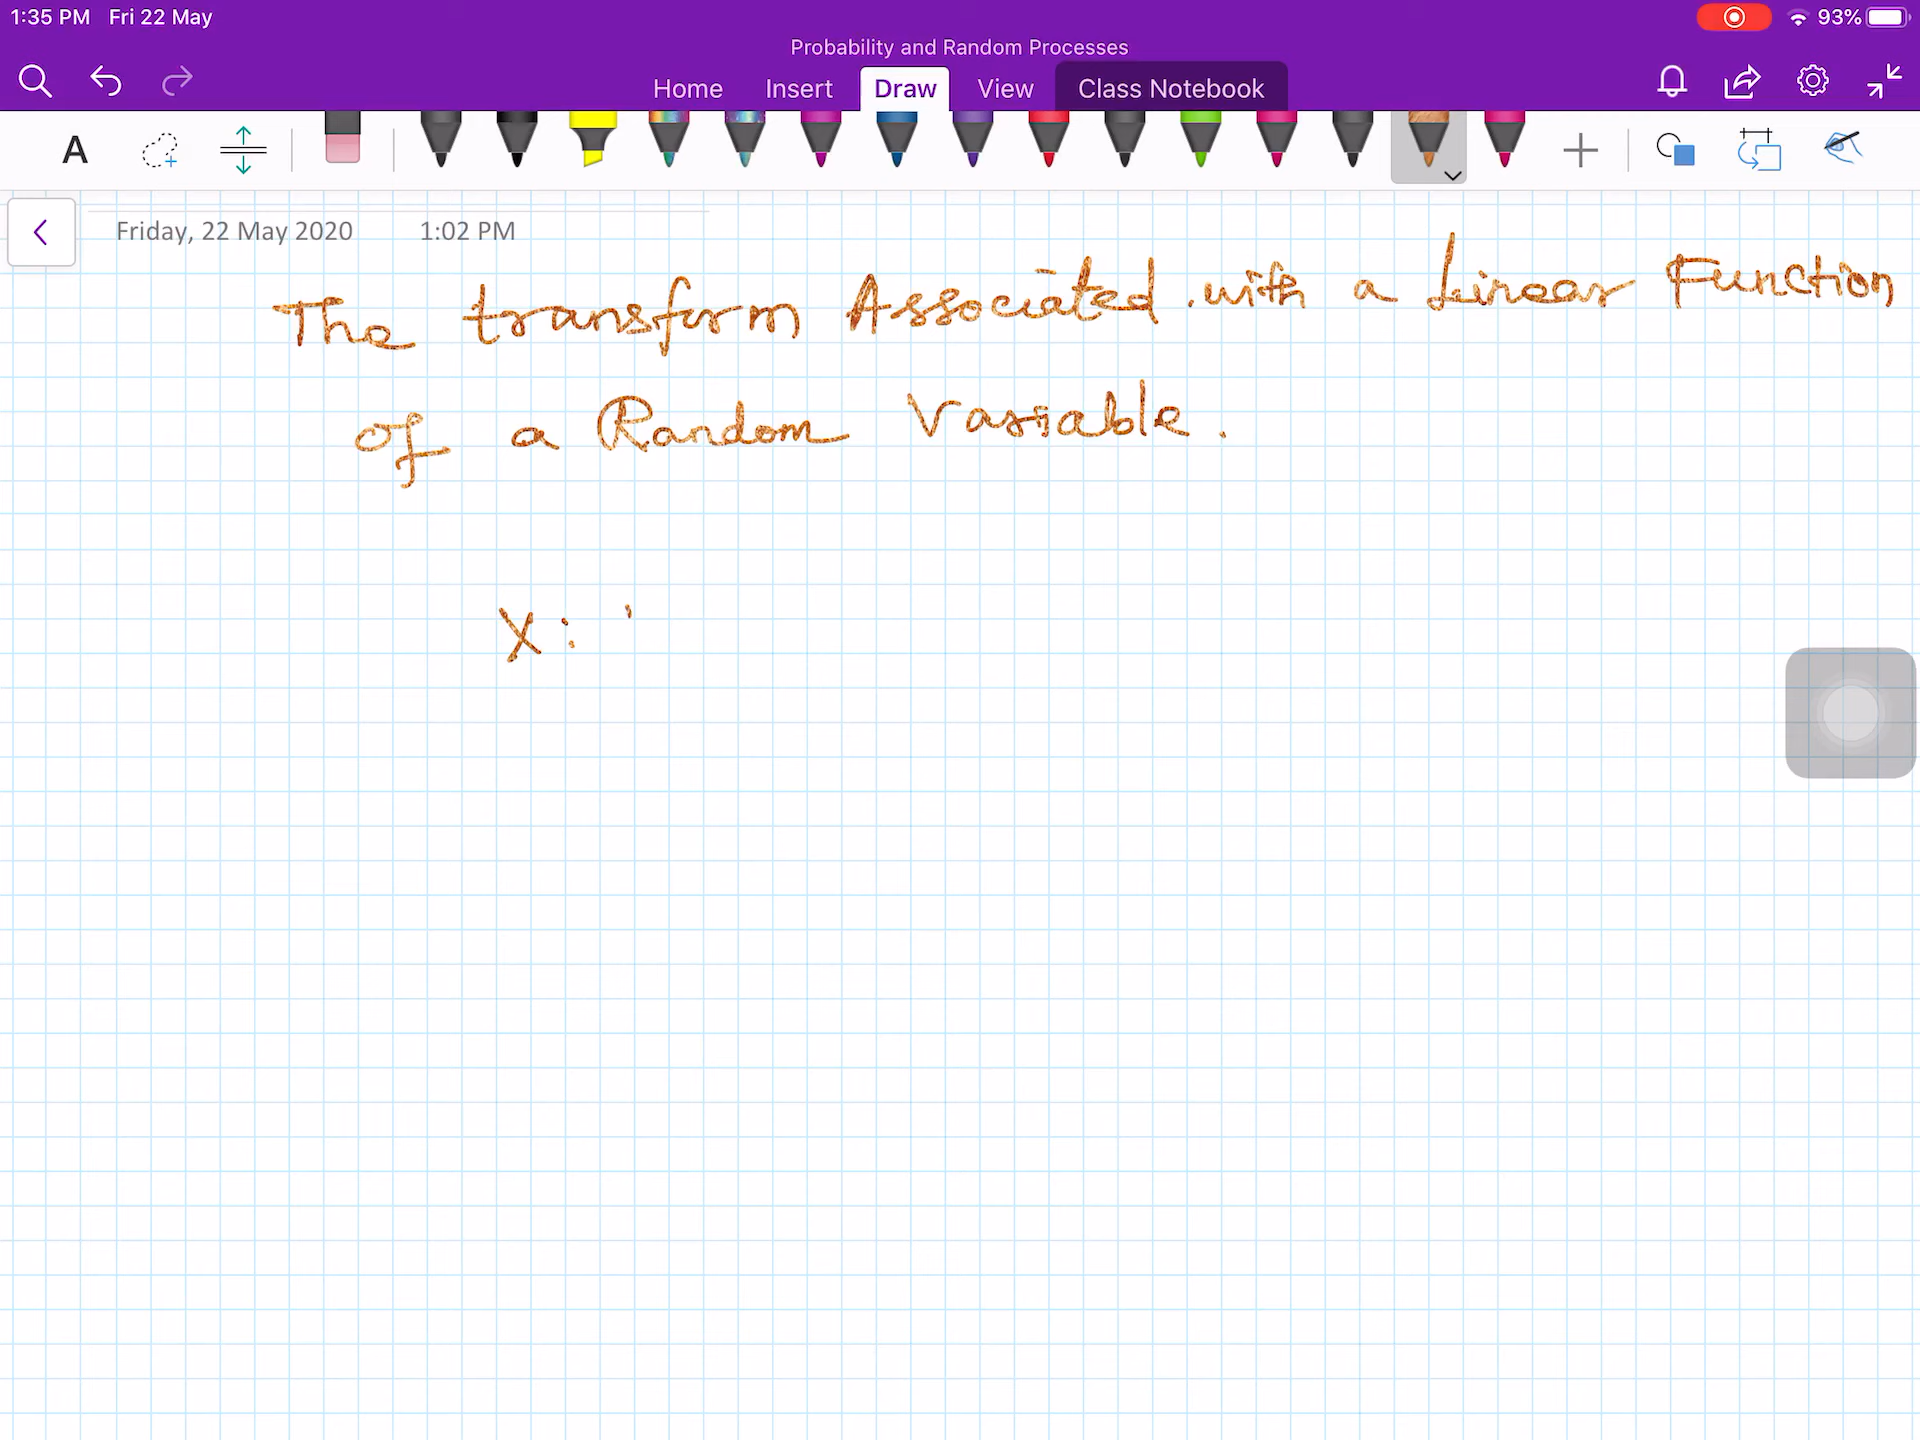 1:35 PM Fri 22 May 93%
Probability and Random Processes
Home Insert Draw View Class Notebook
A
Friday, 22 May 2020 1:02 PM
The transform Associated with a Linear Function
of a Random Variable.
X :